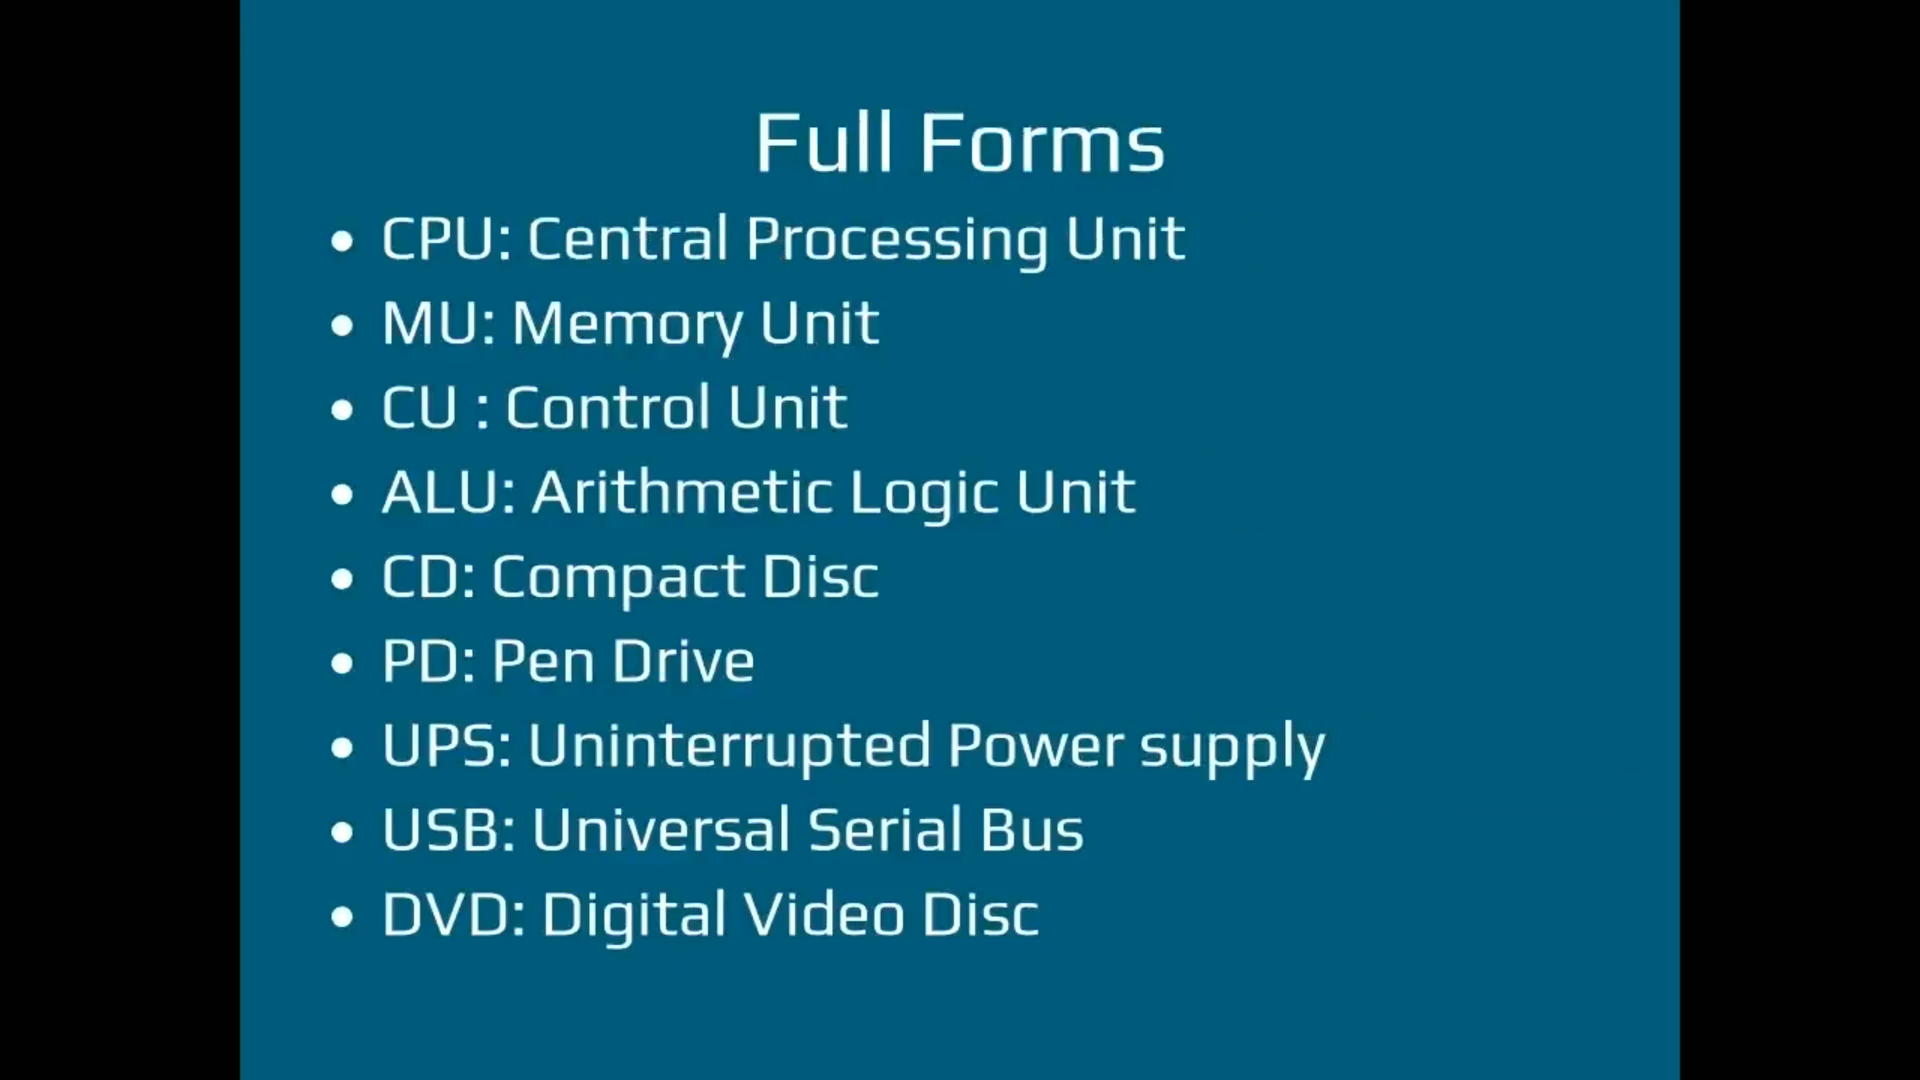 Full Forms
• CPU: Central Processing Unit
• MU: Memory Unit
• CU : Control Unit
• ALU: Arithmetic Logic Unit
• CD: Compact Disc
• PD: Pen Drive
• UPS: Uninterrupted Power supply
• USB: Universal Serial Bus
• DVD: Digital Video Disc